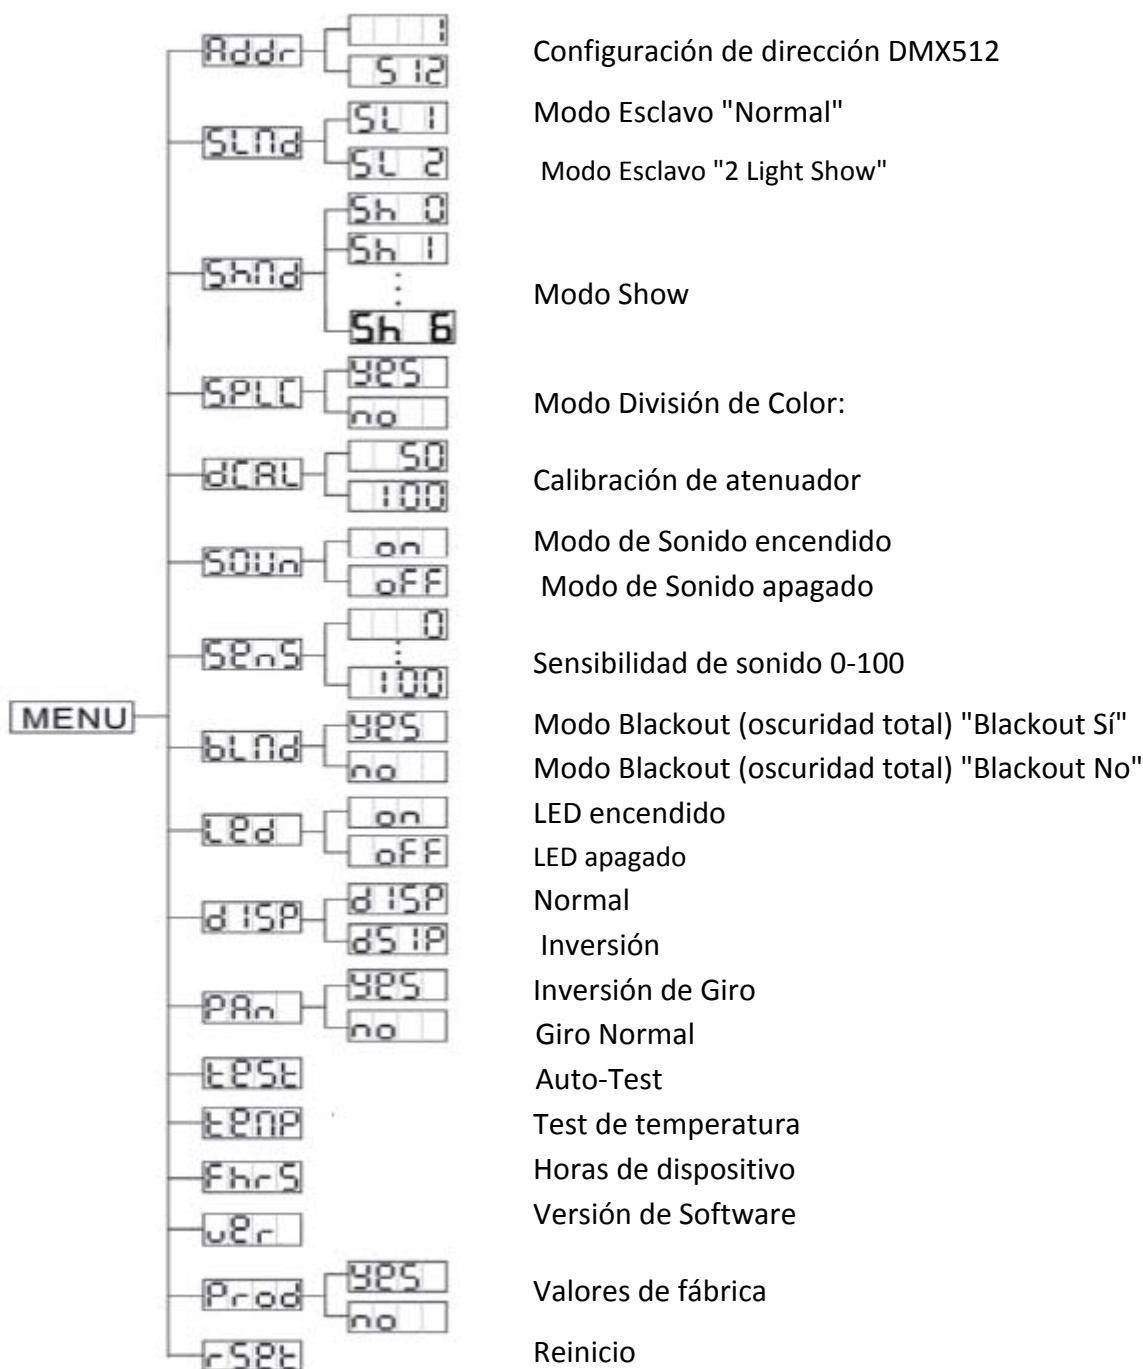 Addr 1 Configuración de dirección DMX512
512
SLMd SL 1 Modo Esclavo "Normal"
SL 2 Modo Esclavo "2 Light Show"
Sh 0
ShMd Sh 1
Sh 6 Modo Show
SPLC yes Modo División de Color:
no
dCAL 50 Calibración de atenuador
100
SOUn on Modo de Sonido encendido
oFF Modo de Sonido apagado
SenS 0 Sensibilidad de sonido 0-100
100
MENU
bLMd yes Modo Blackout (oscuridad total) "Blackout Sí"
no Modo Blackout (oscuridad total) "Blackout No"
Led on LED encendido
oFF LED apagado
dISP dISP Normal
dSIP Inversión
PAn yes Inversión de Giro
no Giro Normal
teSt Auto-Test
teMP Test de temperatura
FhrS Horas de dispositivo
ver Versión de Software
Prod yes Valores de fábrica
no
rSet Reinicio